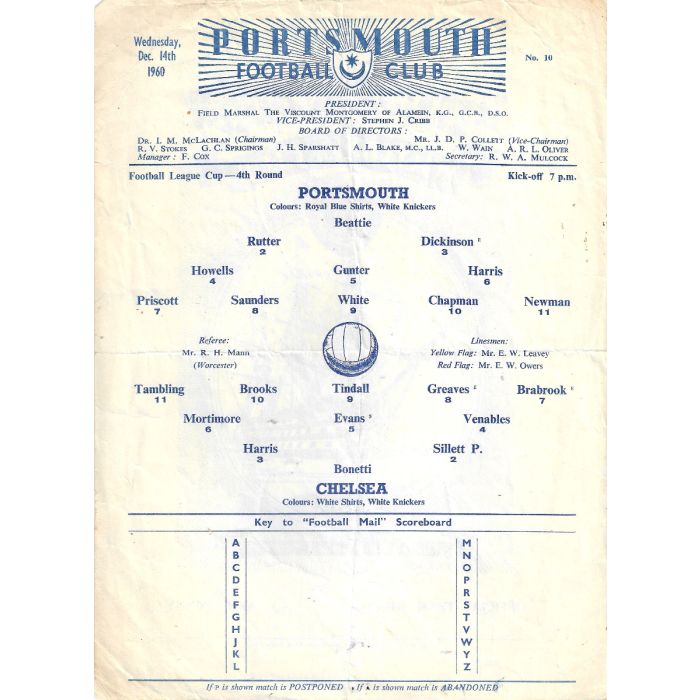 Wednesday,
Dec. 14th
1960
PORTSMOUTH
FOOTBALL CLUB
No. 10
PRESIDENT:
FIELD MARSHAL THE VISCOUNT MONTGOMERY OF ALAMEIN, K.G., G.C.B., D.S.O.
VICE-PRESIDENT: STEPHEN J. CRIBB
BOARD OF DIRECTORS:
DR. I. M. MCLACHLAN (Chairman) MR. J. D. P. COLLETT (Vice-Chairman)
R. V. STOKES G. C. SPRIGINGS J. H. SPARSHATT A. L. BLAKE, M.C., LL.B. W. WAIN A. R. L. OLIVER
Manager: F. COX Secretary: R. W. A. MULCOCK
Football League Cup—4th Round Kick-off 7 p.m.
PORTSMOUTH
Colours: Royal Blue Shirts, White Knickers
Beattie
Rutter Dickinson E
2 3
Howells Gunter Harris
4 5 6
Priscott Saunders White Chapman Newman
7 8 9 10 11
Referee:
Mr. R. H. Mann
(Worcester)
Linesmen:
Yellow Flag: Mr. E. W. Leavey
Red Flag: Mr. E. W. Owers
Tambling Brooks Tindall Greaves E Brabrook E
11 10 9 8 7
Mortimore Evans Venables
6 5 4
Harris Sillett P.
3 2
Bonetti
CHELSEA
Colours: White Shirts, White Knickers
Key to "Football Mail" Scoreboard
A M
B N
C O
D P
E R
F S
G T
H V
J W
K Y
L Z
If P is shown match is POSTPONED If A is shown match is ABANDONED